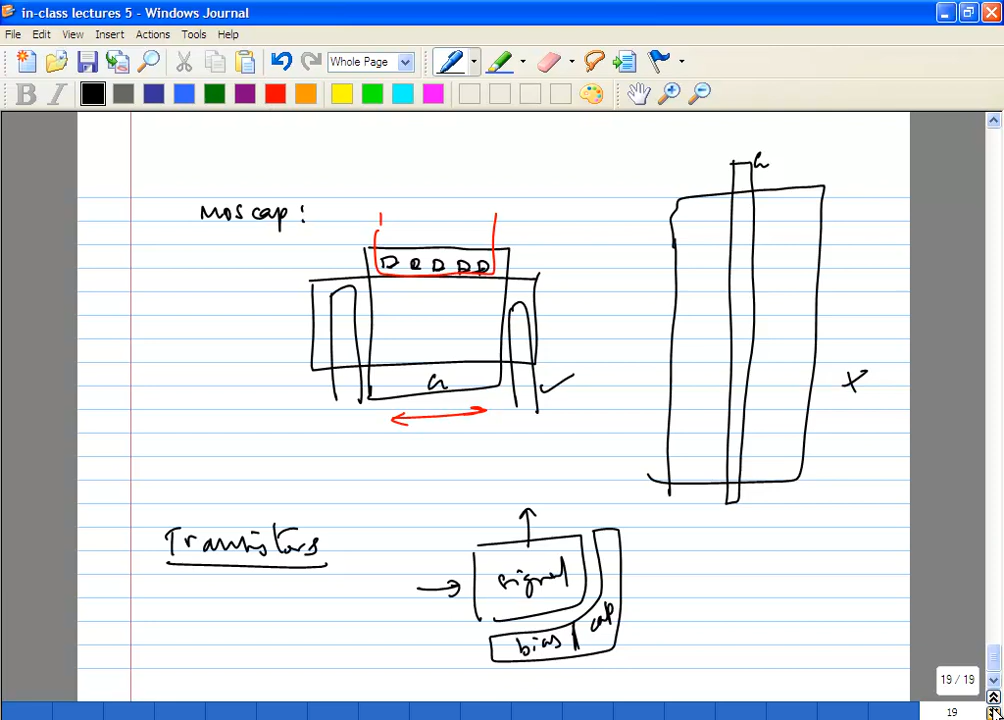 in-class lectures 5 - Windows Journal
File Edit View Insert Actions Tools Help
Whole Page
B I
Mos cap :
G
G
Transistors
signal
bias
cap
19 / 19
19